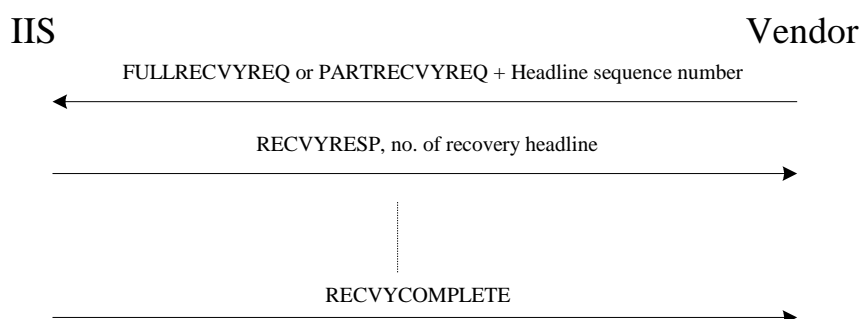 IIS Vendor
FULLRECVYREQ or PARTRECVYREQ + Headline sequence number
RECVYRESP, no. of recovery headline
RECVYCOMPLETE